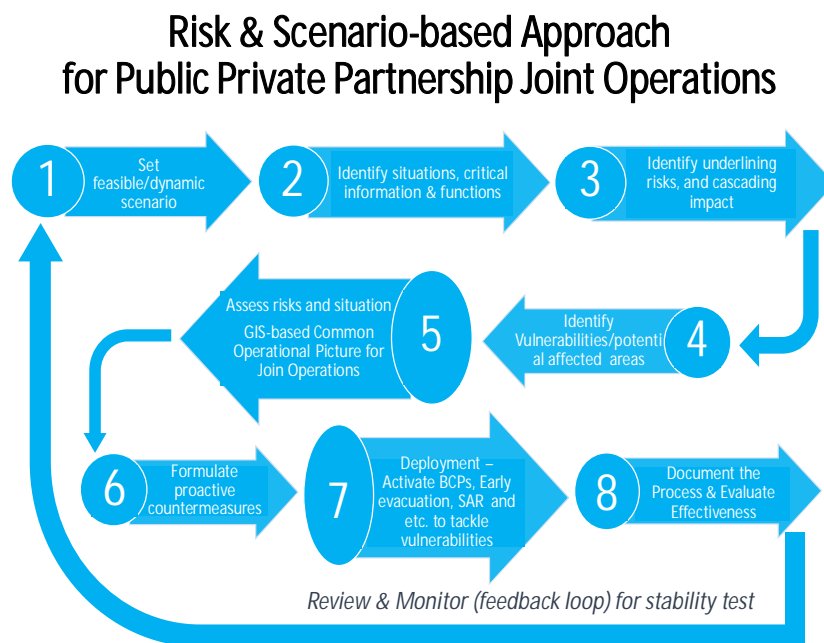 Risk & Scenario-based Approach
for Public Private Partnership Joint Operations
1
Set
feasible/dynamic
scenario
2
Identify situations, critical
information & functions
3
Identify underlining
risks, and cascading
impact
4
Identify
Vulnerabilities/potenti
al affected areas
5
Assess risks and situation
GIS-based Common
Operational Picture for
Join Operations
6
Formulate
proactive
countermeasures
7
Deployment –
Activate BCPs, Early
evacuation, SAR and
etc. to tackle
vulnerabilities
8
Document the
Process & Evaluate
Effectiveness
Review & Monitor (feedback loop) for stability test